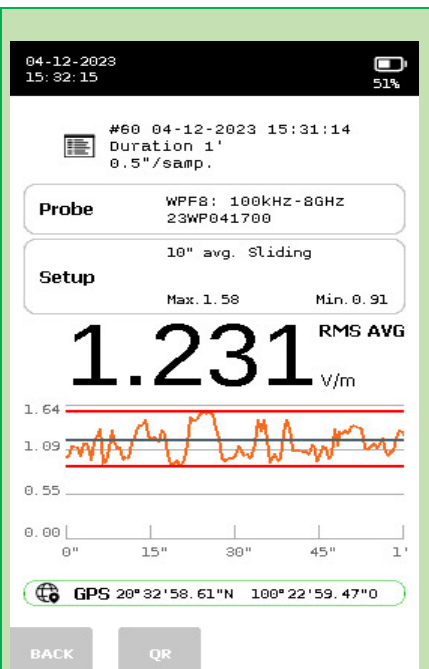 04-12-2023
15:32:15
51%
#60 04-12-2023 15:31:14
Duration 1'
0.5"/samp.
Probe
WPF8: 100kHz-8GHz
23WP041700
Setup
10" avg. Sliding
Max.1.58 Min.0.91
1.231 RMS AVG
V/m
1.64
1.09
0.55
0.00
0" 15" 30" 45" 1'
GPS 20°32'58.61"N 100°22'59.47"O
BACK QR